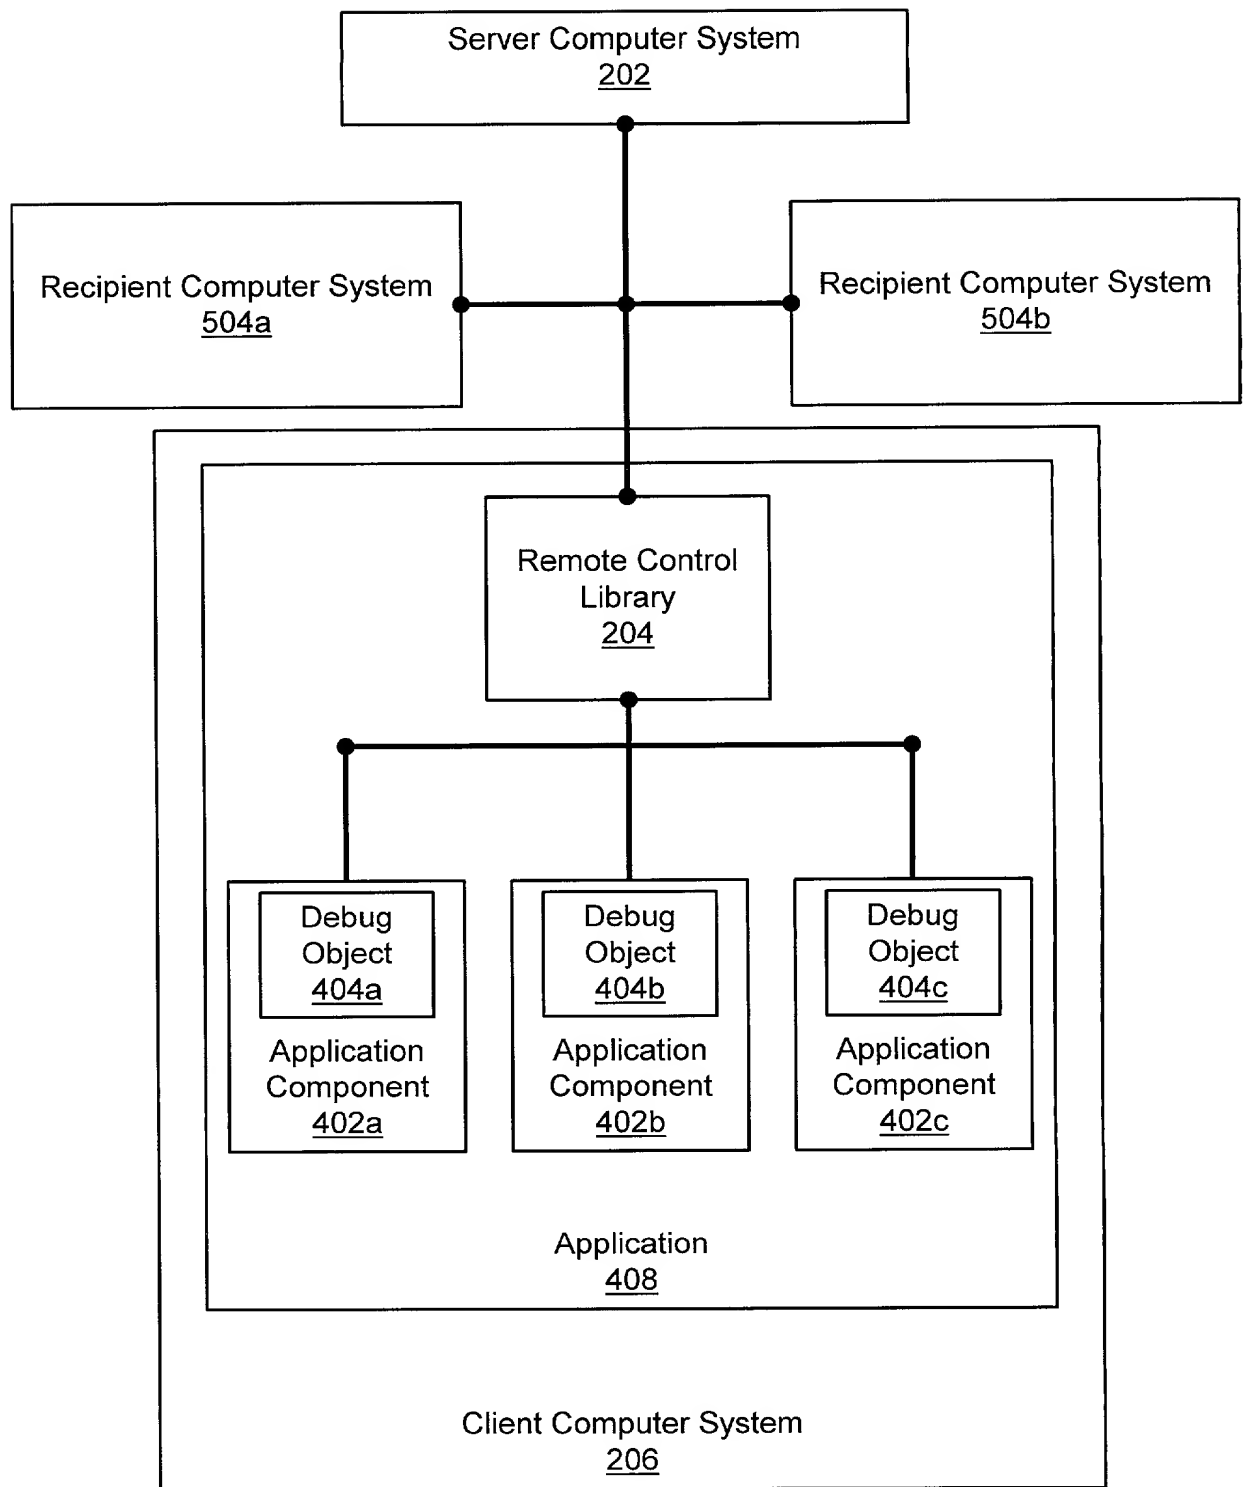 Server Computer System
202
Recipient Computer System
504a
Recipient Computer System
504b
Remote Control
Library
204
Debug
Object
404a
Application
Component
402a
Debug
Object
404b
Application
Component
402b
Debug
Object
404c
Application
Component
402c
Application
408
Client Computer System
206